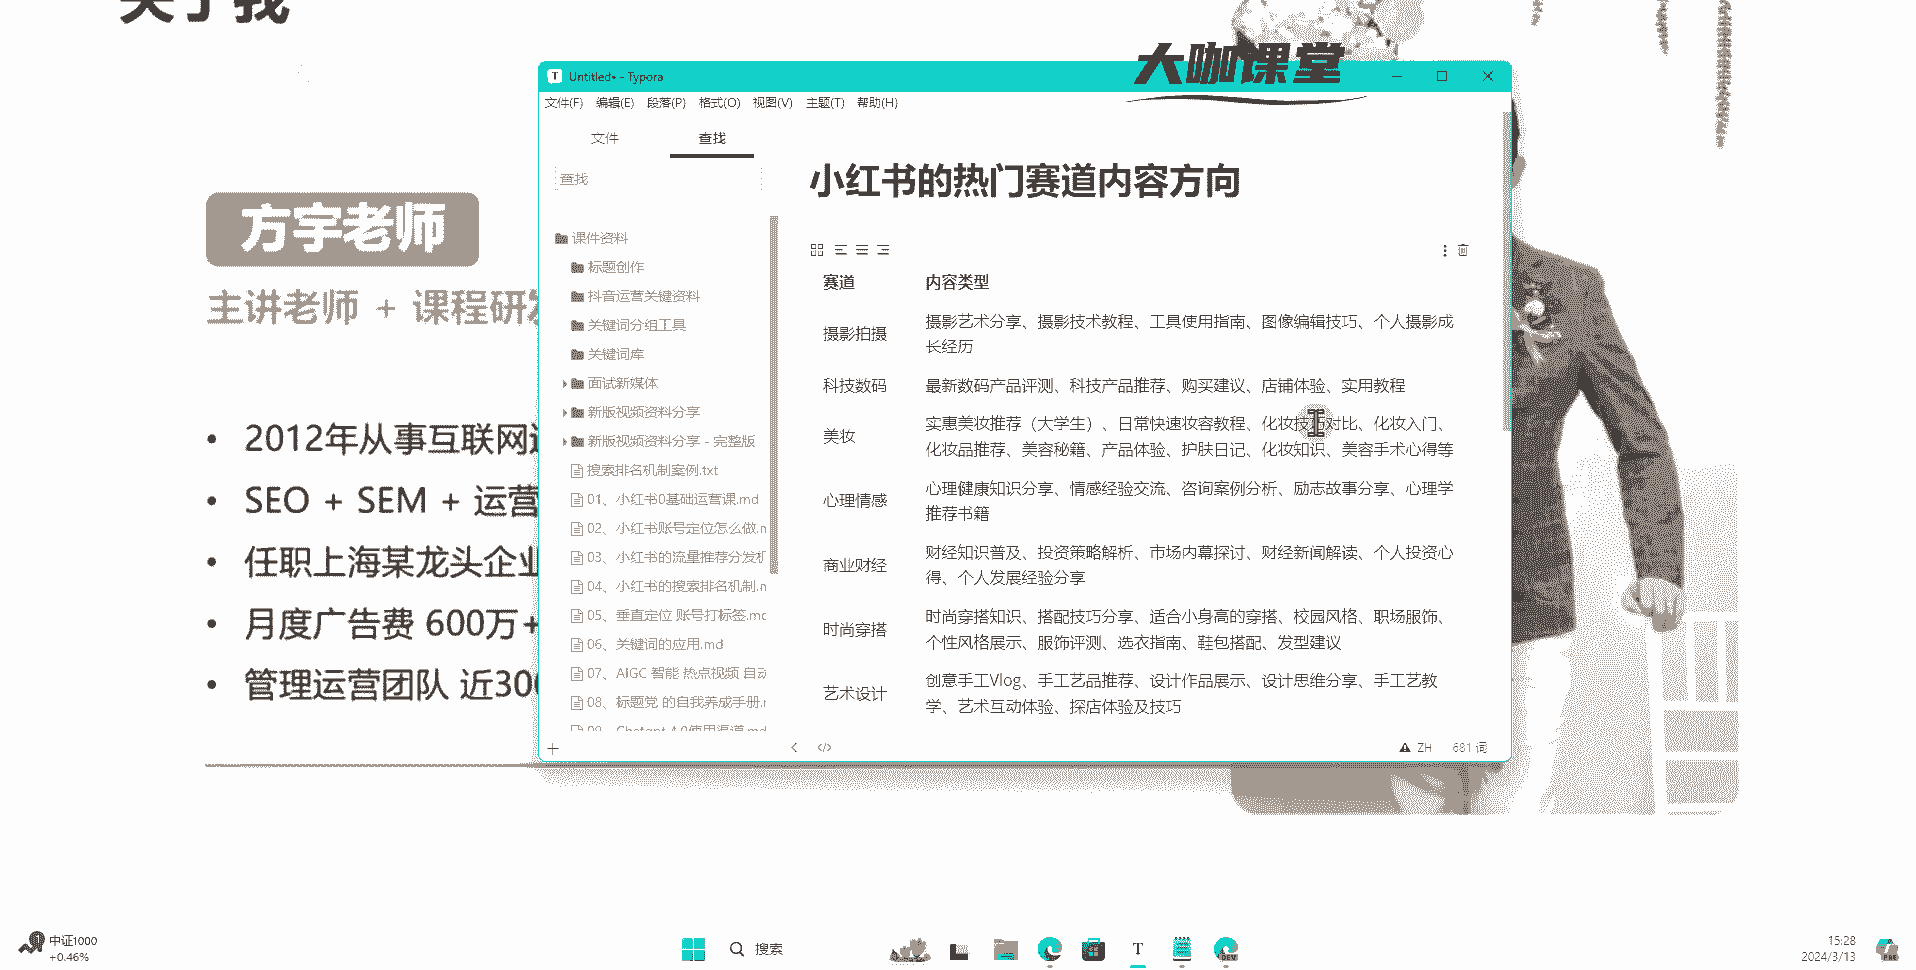 关于我
大咖课堂
Untitled• - Typora
文件(F) 编辑(E) 段落(P) 格式(O) 视图(V) 主题(T) 帮助(H)
文件 查找
查找
课件资料
标题创作
抖音运营关键资料
关键词分组工具
关键词库
面试新媒体
新版视频资料分享
新版视频资料分享 - 完整版
搜索排名机制案例.txt
01、小红书0基础运营课.md
02、小红书账号定位怎么做.
03、小红书的流量推荐分发机
04、小红书的搜索排名机制.
05、垂直定位 账号打标签.md
06、关键词的应用.md
07、AIGC 智能 热点视频 自动
08、标题党 的自我养成手册.
09、Chatgpt 4.0使用渠道.md
小红书的热门赛道内容方向
赛道 内容类型
摄影拍摄 摄影艺术分享、摄影技术教程、工具使用指南、图像编辑技巧、个人摄影成
长经历
科技数码 最新数码产品评测、科技产品推荐、购买建议、店铺体验、实用教程
美妆 实惠美妆推荐（大学生）、日常快速妆容教程、化妆技巧对比、化妆入门、
化妆品推荐、美容秘籍、产品体验、护肤日记、化妆知识、美容手术心得等
心理情感 心理健康知识分享、情感经验交流、咨询案例分析、励志故事分享、心理学
推荐书籍
商业财经 财经知识普及、投资策略解析、市场内幕探讨、财经新闻解读、个人投资心
得、个人发展经验分享
时尚穿搭 时尚穿搭知识、搭配技巧分享、适合小身高的穿搭、校园风格、职场服饰、
个性风格展示、服饰评测、选衣指南、鞋包搭配、发型建议
艺术设计 创意手工Vlog、手工艺品推荐、设计作品展示、设计思维分享、手工艺教
学、艺术互动体验、探店体验及技巧
ZH 681 词
方宇老师
主讲老师 + 课程研发
• 2012年从事互联网
• SEO + SEM + 运营
• 任职上海某龙头企业
• 月度广告费 600万+
• 管理运营团队 近300
中证1000
+0.46%
搜索
15:28
2024/3/13